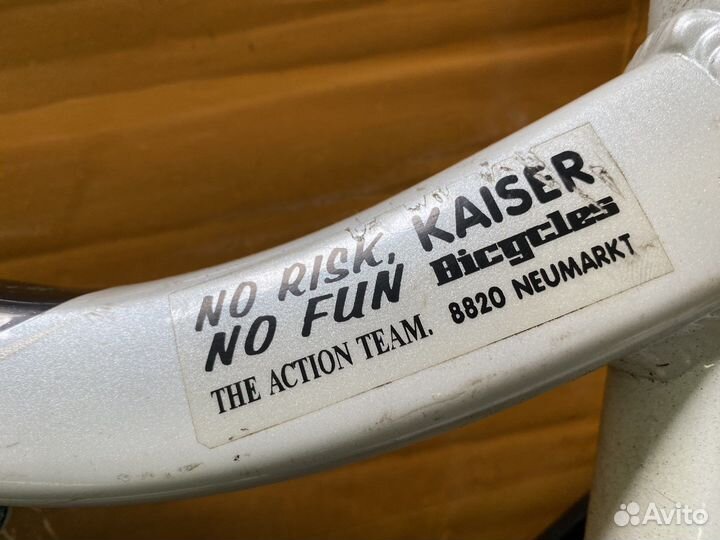 NO RISK,
NO FUN
THE ACTION TEAM.
KAISER
Bicycles
8820 NEUMARKT
Avito